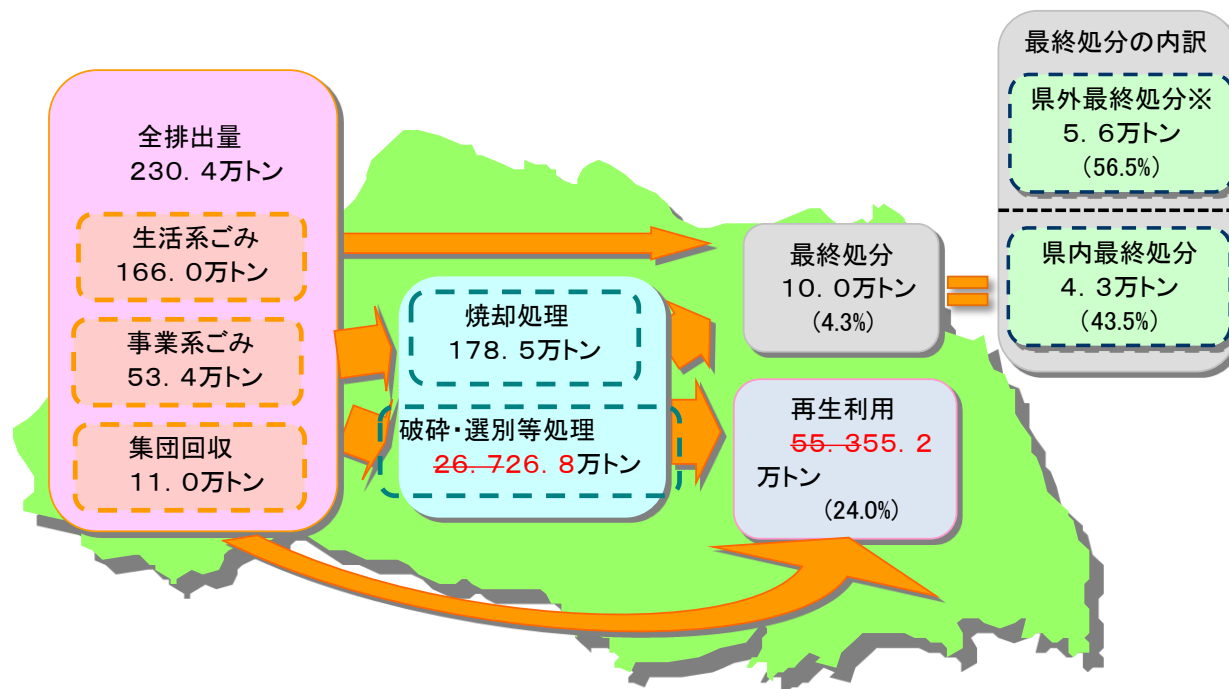 全排出量
230.4万トン
生活系ごみ
166.0万トン
事業系ごみ
53.4万トン
集団回収
11.0万トン
焼却処理
178.5万トン
破砕・選別等処理
26.726.8万トン
最終処分
10.0万トン
(4.3%)
再生利用
55.355.2
万トン
(24.0%)
最終処分の内訳
県外最終処分※
5.6万トン
(56.5%)
県内最終処分
4.3万トン
(43.5%)